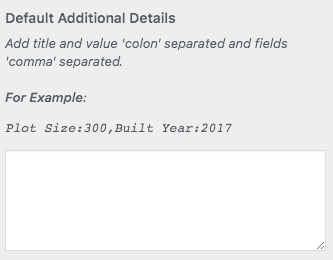 Default Additional Details
Add title and value 'colon' separated and fields
'comma' separated.
For Example:
Plot Size:300,Built Year:2017